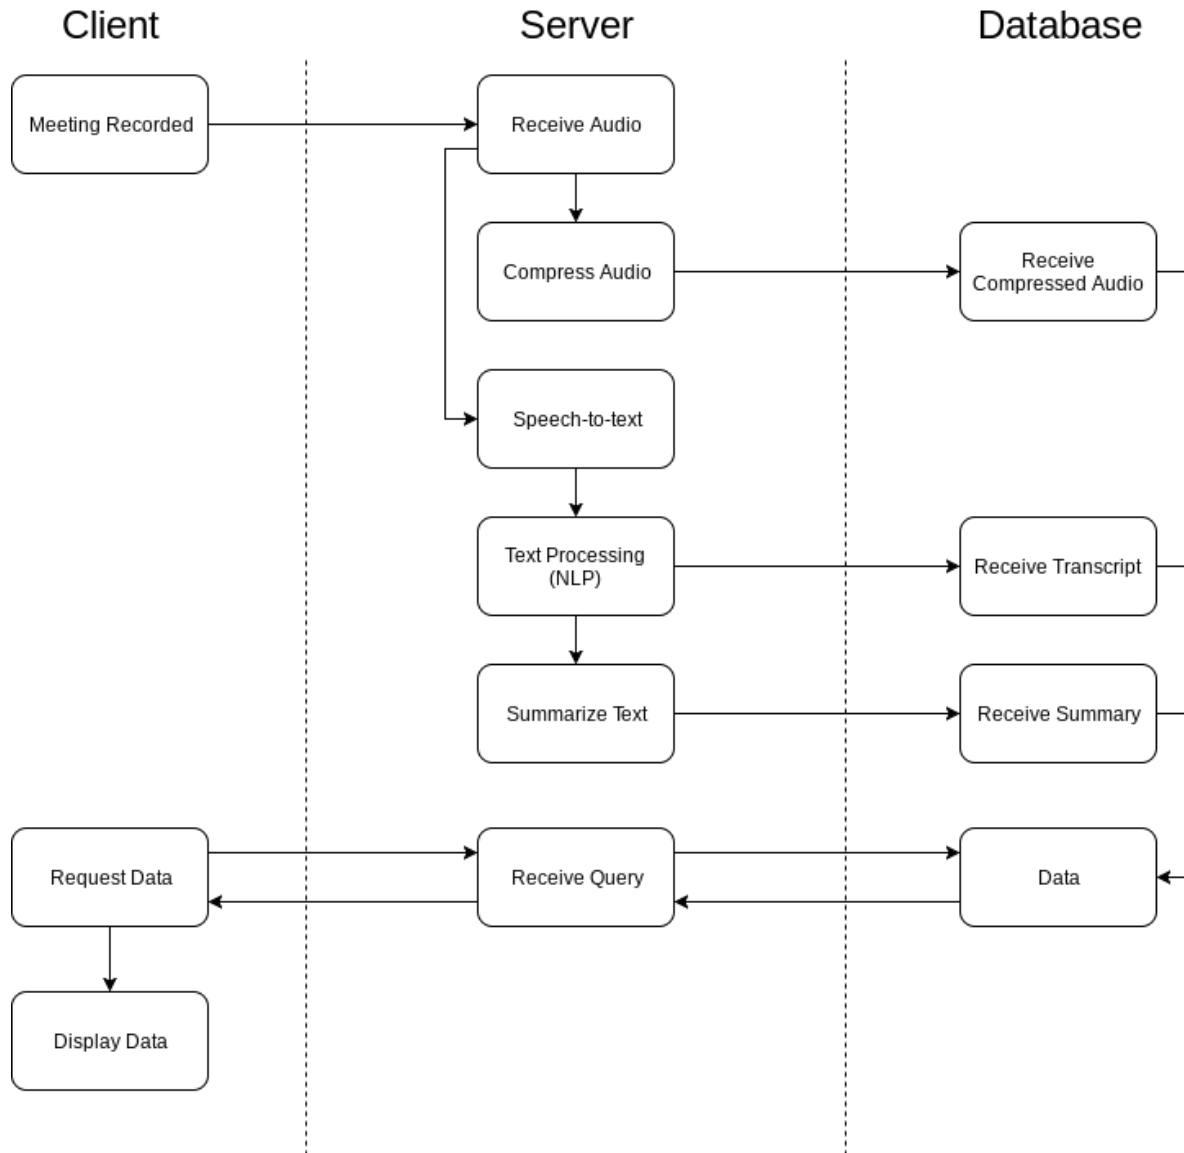 Client
Server
Database
Meeting Recorded
Receive Audio
Compress Audio
Receive
Compressed Audio
Speech-to-text
Text Processing
(NLP)
Receive Transcript
Summarize Text
Receive Summary
Request Data
Receive Query
Data
Display Data